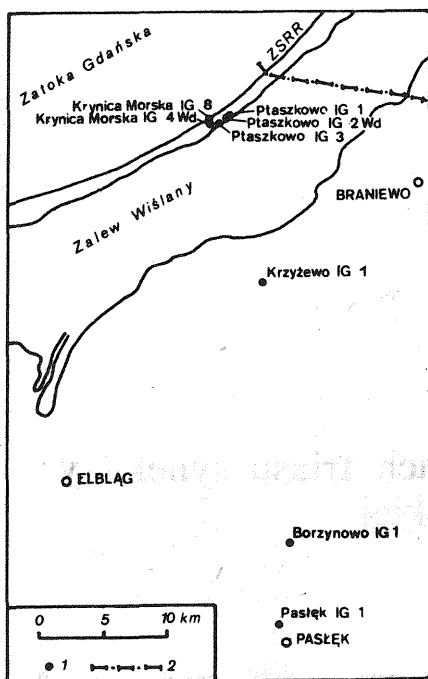 Zatoka Gdańska
ZSRR
Krynica Morska IG 8
Krynica Morska IG 4 Wd
Ptaszkowo IG 1
Ptaszkowo IG 2 Wd
Ptaszkowo IG 3
Zalew Wiślany
BRANIEWO
Krzyżewo IG 1
ELBLĄG
Borzynowo IG 1
Pasłęk IG 1
PASŁĘK
0 5 10 km
1 2